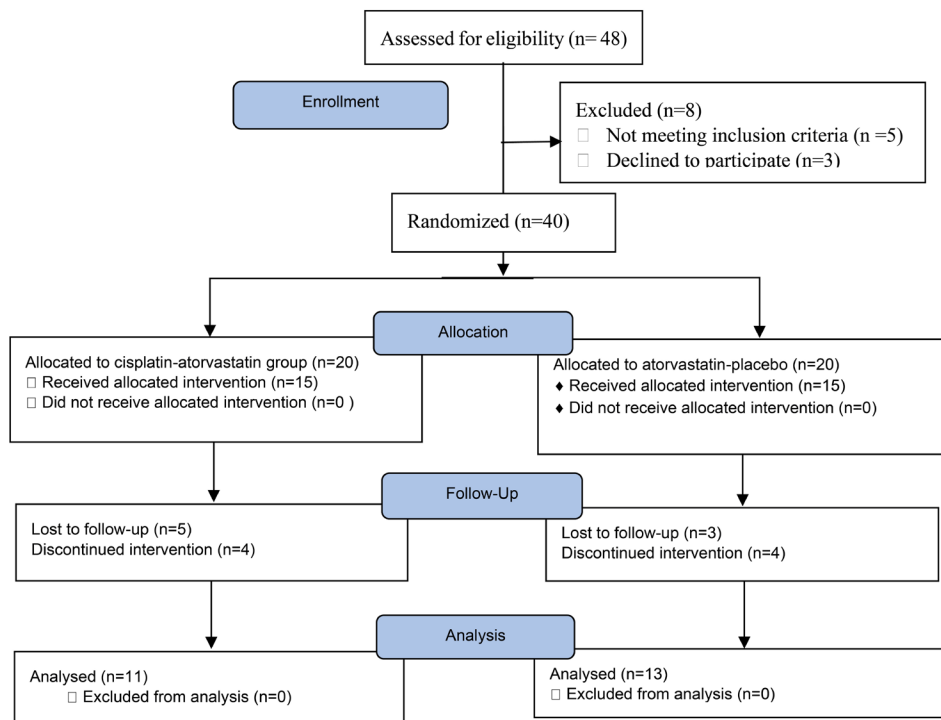 Assessed for eligibility (n= 48)
Enrollment
Excluded (n=8)
□ Not meeting inclusion criteria (n =5)
□ Declined to participate (n=3)
Randomized (n=40)
Allocation
Allocated to cisplatin-atorvastatin group (n=20)
□ Received allocated intervention (n=15)
□ Did not receive allocated intervention (n=0 )
Allocated to atorvastatin-placebo (n=20)
♦ Received allocated intervention (n=15)
♦ Did not receive allocated intervention (n=0)
Follow-Up
Lost to follow-up (n=5)
Discontinued intervention (n=4)
Lost to follow-up (n=3)
Discontinued intervention (n=4)
Analysis
Analysed (n=11)
□ Excluded from analysis (n=0)
Analysed (n=13)
□ Excluded from analysis (n=0)